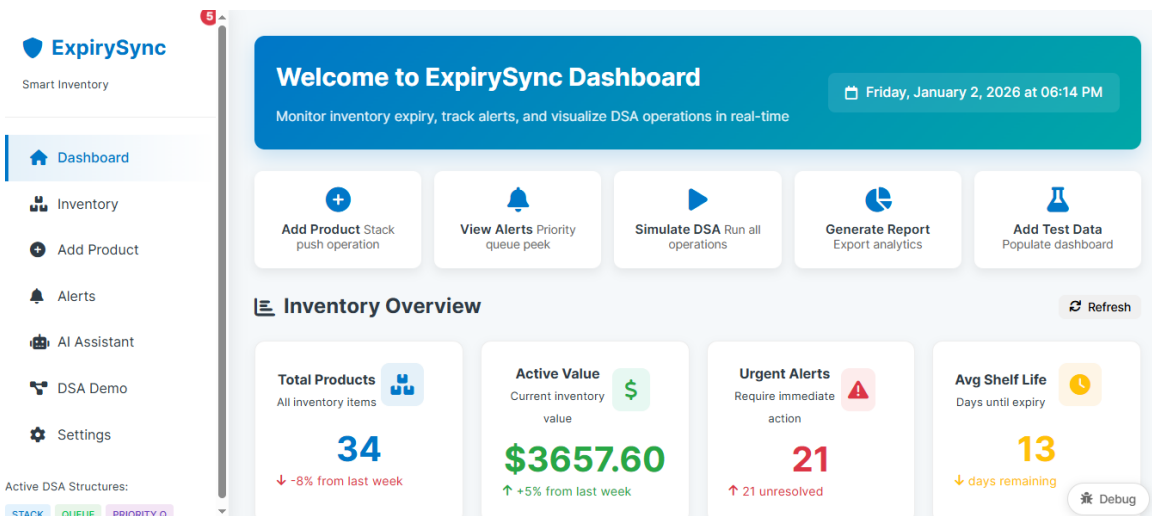 5
ExpirySync
Smart Inventory
Dashboard
Inventory
Add Product
Alerts
AI Assistant
DSA Demo
Settings
Active DSA Structures:
STACK QUEUE PRIORITY Q
Welcome to ExpirySync Dashboard
Monitor inventory expiry, track alerts, and visualize DSA operations in real-time
Friday, January 2, 2026 at 06:14 PM
Add Product Stack
push operation
View Alerts Priority
queue peek
Simulate DSA Run all
operations
Generate Report
Export analytics
Add Test Data
Populate dashboard
Inventory Overview
Refresh
Total Products
All inventory items
34
↓ -8% from last week
Active Value
Current inventory
value
$3657.60
↑ +5% from last week
Urgent Alerts
Require immediate
action
21
↑ 21 unresolved
Avg Shelf Life
Days until expiry
13
↓ days remaining
Debug